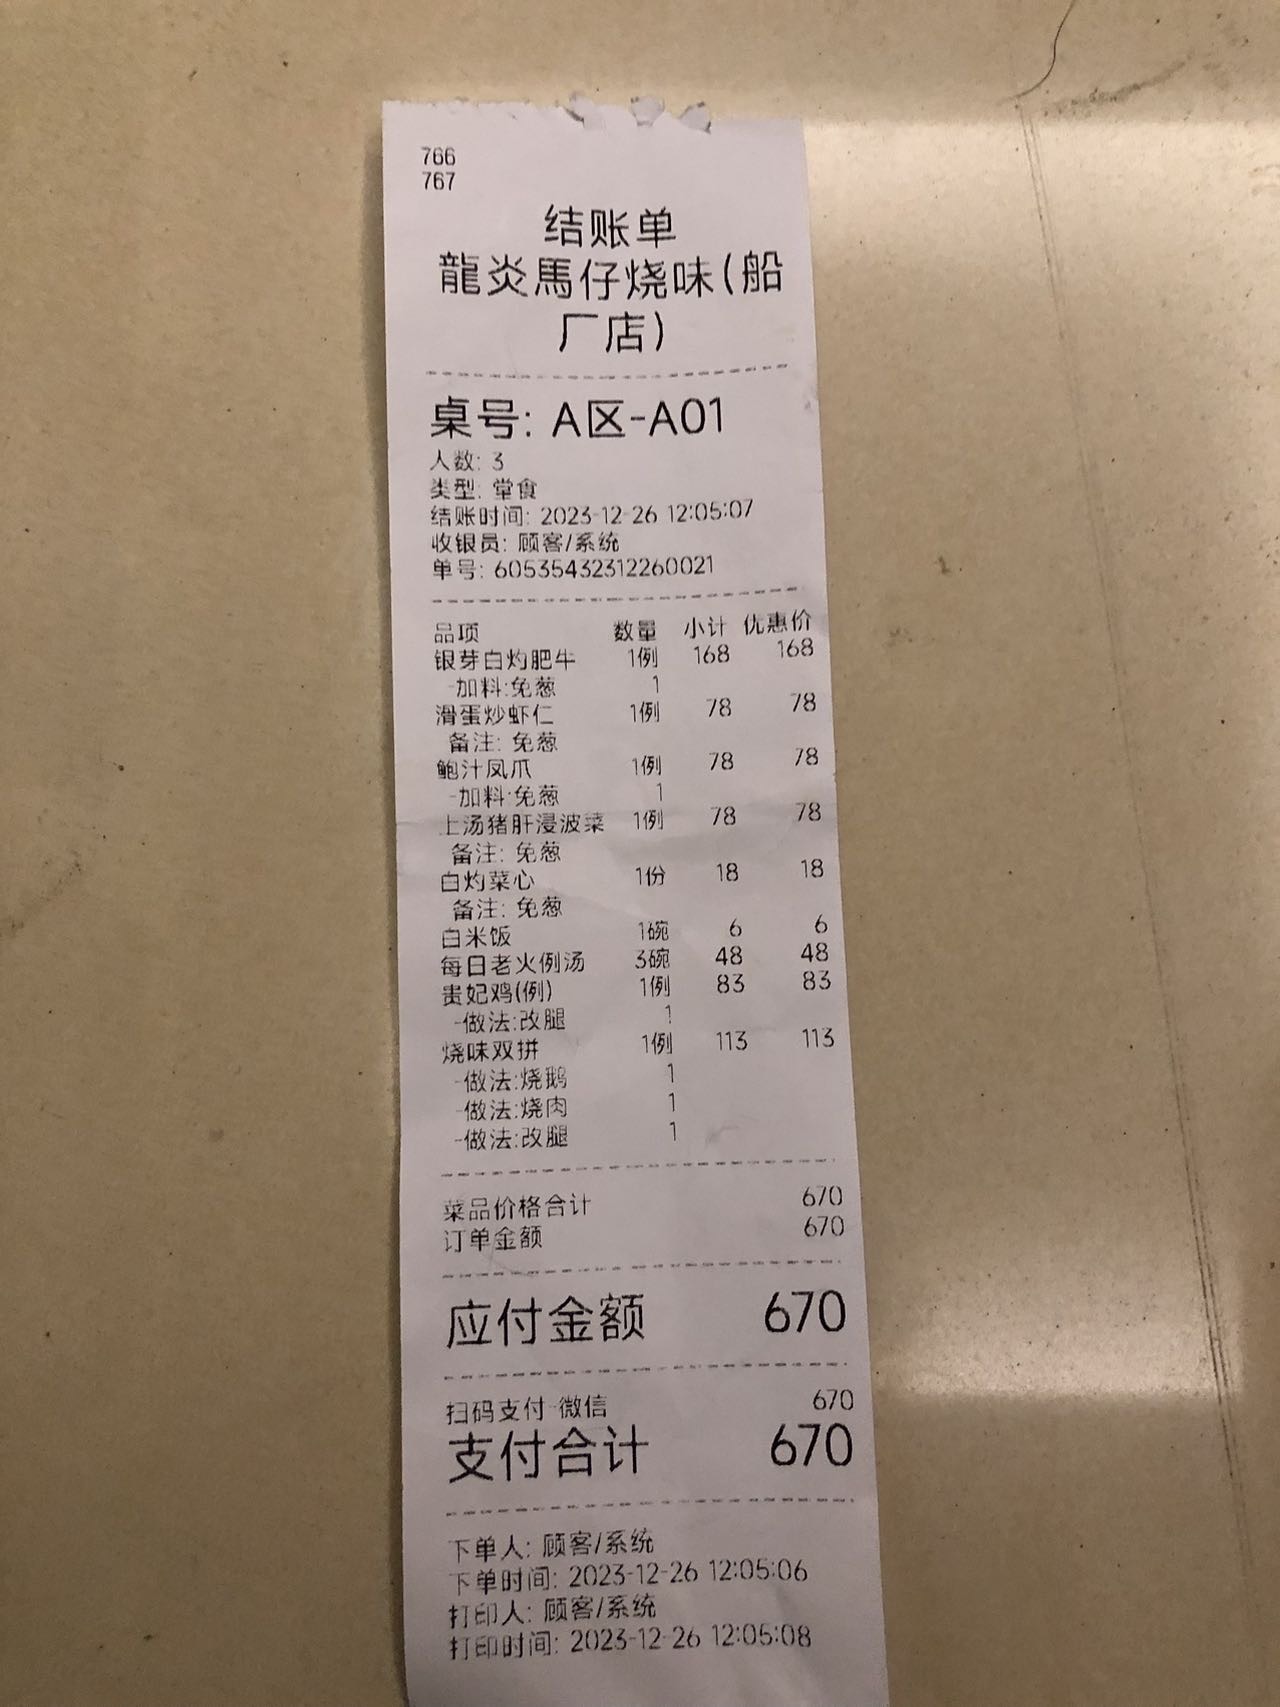 766
767
结账单
龍炎馬仔烧味(船
厂店)
桌号: A区-A01
人数: 3
类型: 堂食
结账时间: 2023-12-26 12:05:07
收银员: 顾客/系统
单号: 60535432312260021
品项 数量 小计 优惠价
银芽白灼肥牛 1例 168 168
-加料:免葱 1
滑蛋炒虾仁 1例 78 78
备注: 免葱
鲍汁凤爪 1例 78 78
-加料:免葱 1
上汤猪肝浸波菜 1例 78 78
备注: 免葱
白灼菜心 1份 18 18
备注: 免葱
白米饭 1碗 6 6
每日老火例汤 3碗 48 48
贵妃鸡(例) 1例 83 83
-做法:改腿 1
烧味双拼 1例 113 113
-做法:烧鹅 1
-做法:烧肉 1
-做法:改腿 1
菜品价格合计 670
订单金额 670
应付金额 670
扫码支付-微信 670
支付合计 670
下单人: 顾客/系统
下单时间: 2023-12-26 12:05:06
打印人: 顾客/系统
打印时间: 2023-12-26 12:05:08